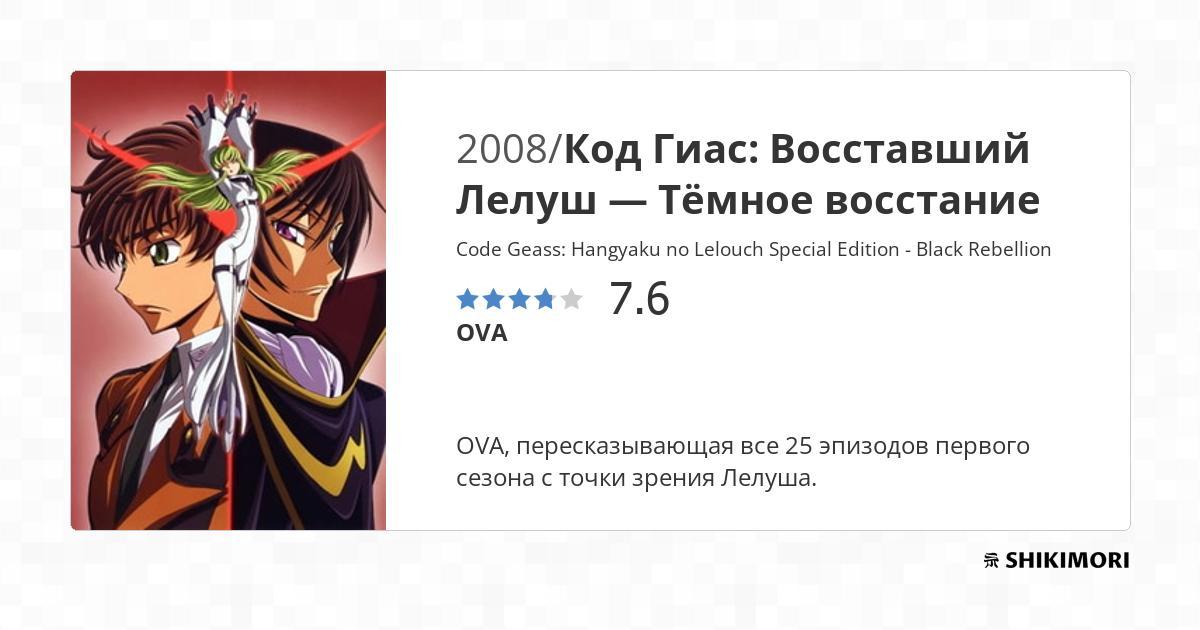 2008/Код Гиас: Восставший
Лелуш — Тёмное восстание
Code Geass: Hangyaku no Lelouch Special Edition - Black Rebellion
7.6
OVA
OVA, пересказывающая все 25 эпизодов первого
сезона с точки зрения Лелуша.
SHIKIMORI